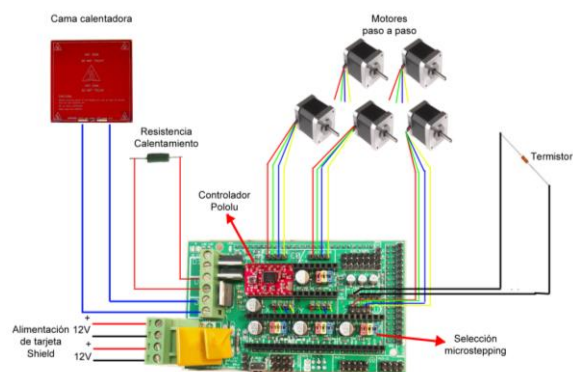 Cama calentadora
Motores
paso a paso
Resistencia
Calentamiento
Termistor
Controlador
Pololu
+
12V
Alimentación
de tarjeta
Shield
+
12V
Selección
microstepping